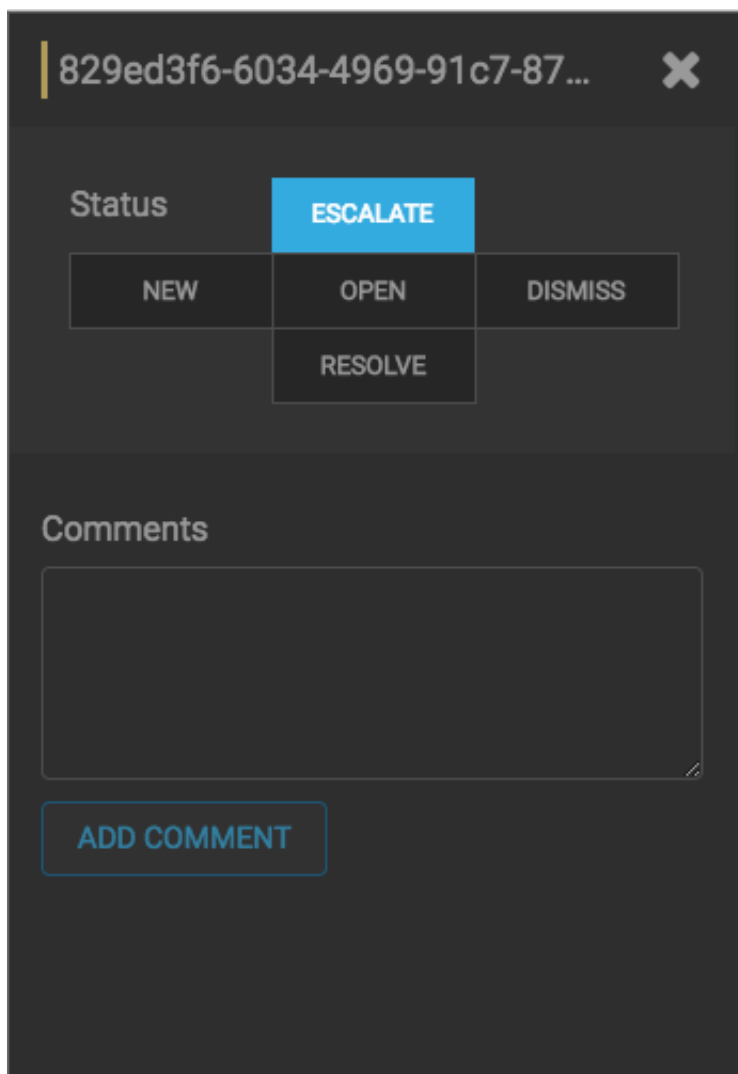 829ed3f6-6034-4969-91c7-87...
Status
ESCALATE
NEW OPEN DISMISS
RESOLVE
Comments
ADD COMMENT